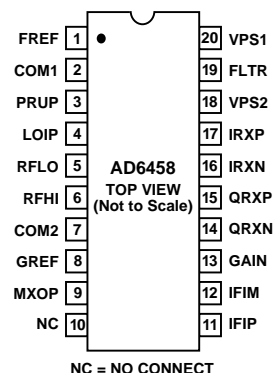 FREF 1 20 VPS1
COM1 2 19 FLTR
PRUP 3 18 VPS2
LOIP 4 17 IRXP
RFLO 5 AD6458 16 IRXN
RFHI 6 TOP VIEW 15 QRXP
(Not to Scale)
COM2 7 14 QRXN
GREF 8 13 GAIN
MXOP 9 12 IFIM
NC 10 11 IFIP
NC = NO CONNECT